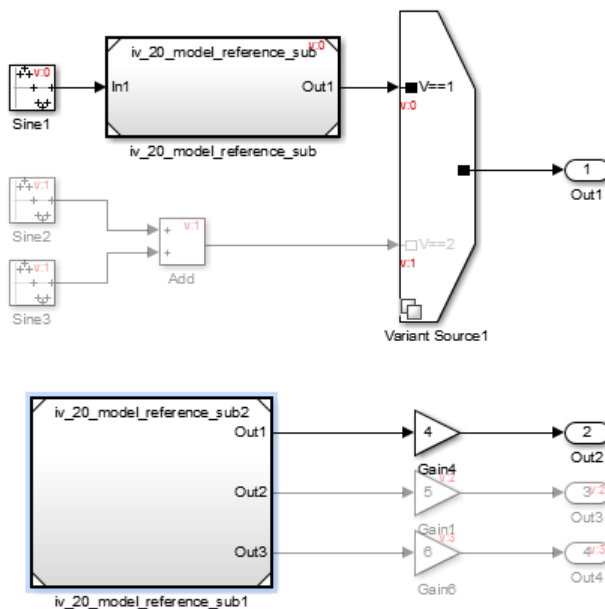 iv_20_model_reference_sub
v:0
v:0
In1
Out1
V==1
v:0
Sine1
iv_20_model_reference_sub
1
Out1
v:1
Sine2
v:1
+
+
Add
V==2
v:1
v:1
Sine3
Variant Source1
iv_20_model_reference_sub2
Out1
4
2
Gain4
Out2
v:2
Out2
5
3
v:2
Gain1
Out3
v:3
Out3
6
4
v:3
Gain6
Out4
iv_20_model_reference_sub1